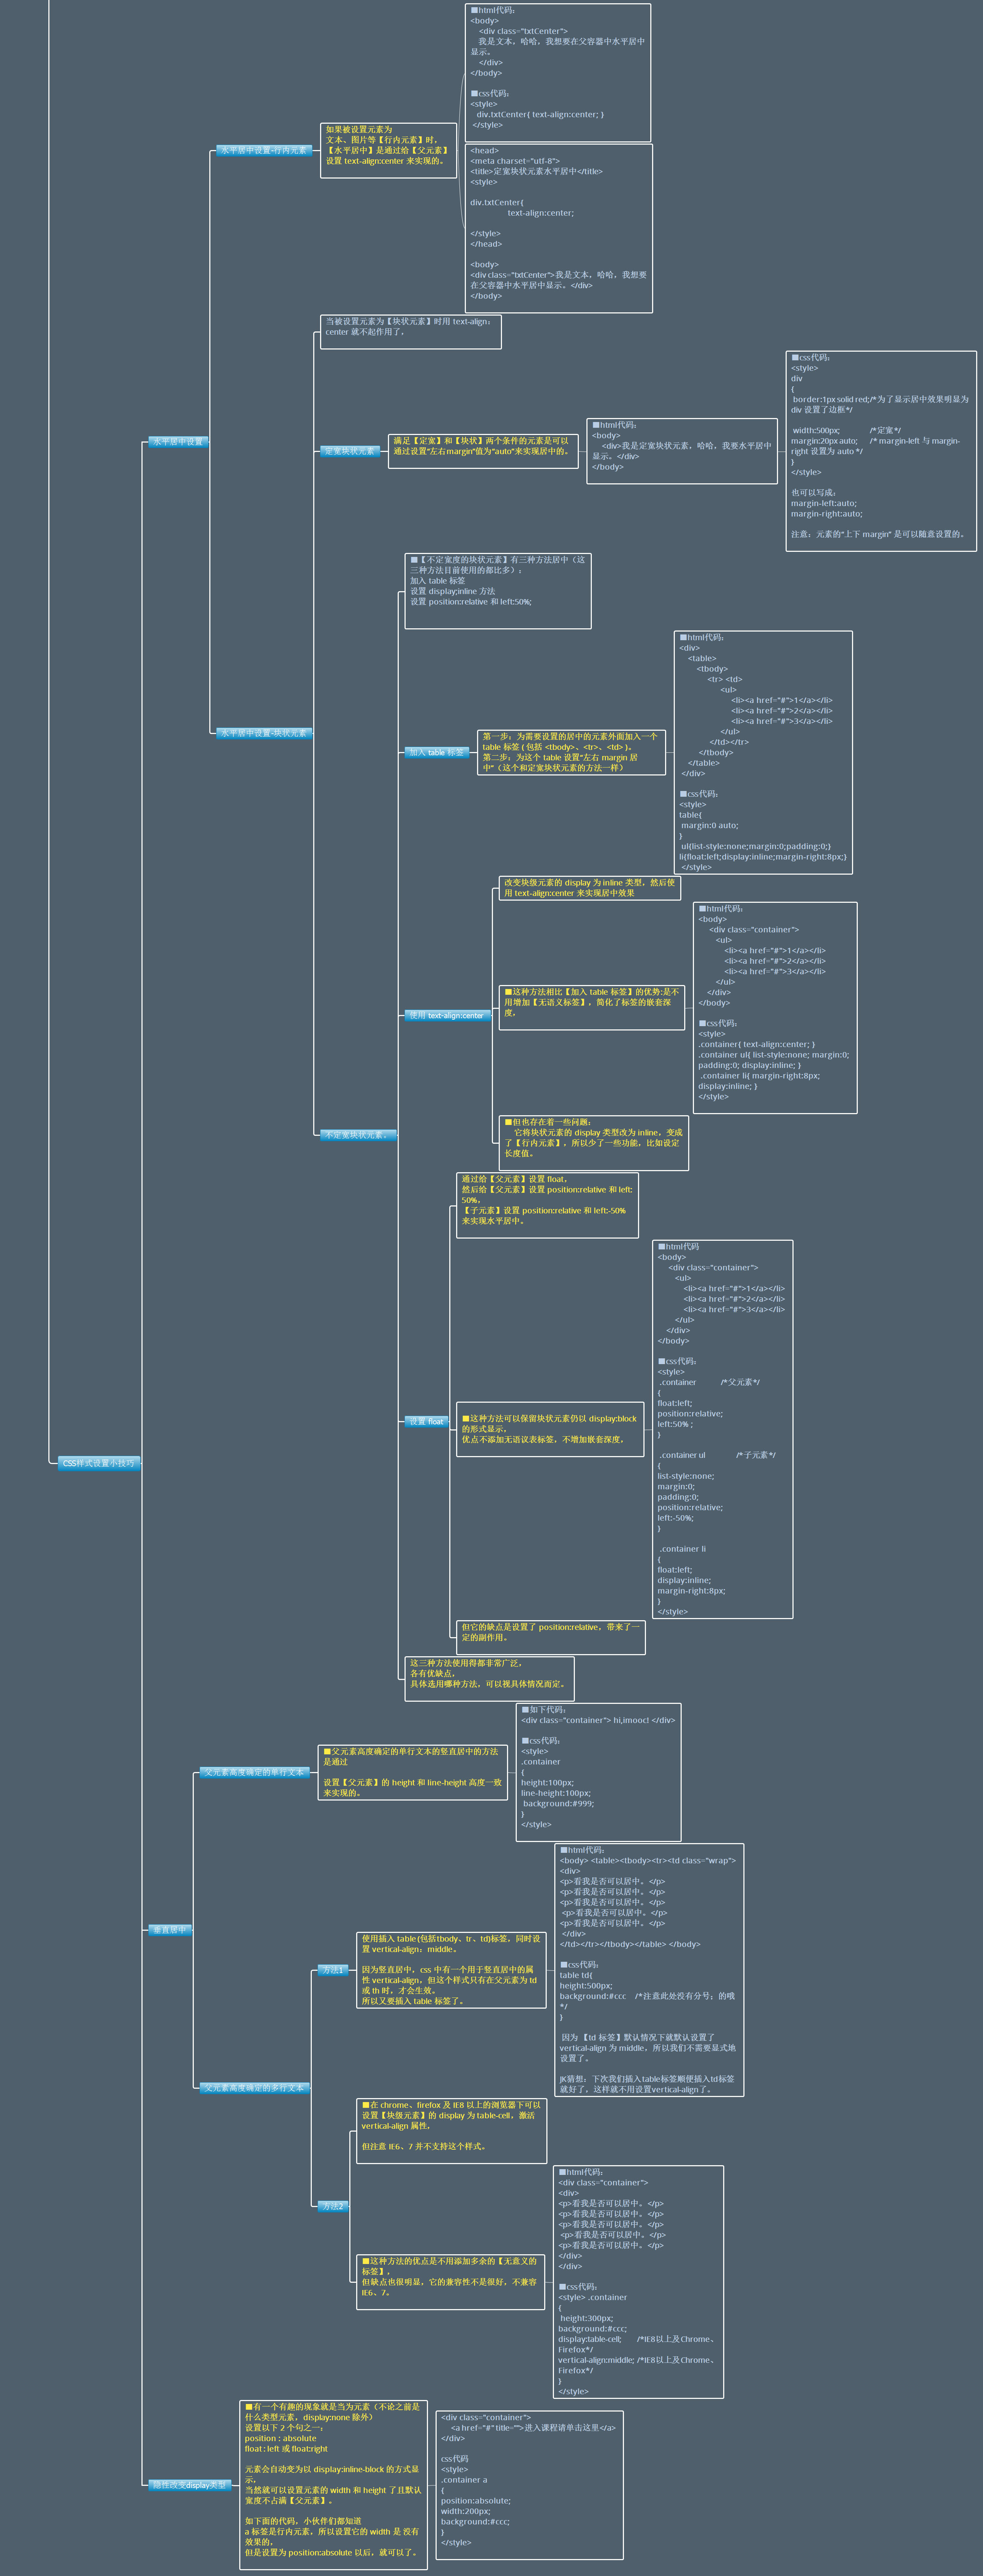 CSS样式设置小技巧
水平居中设置
水平居中设置-行内元素
如果被设置元素为
文本、图片等【行内元素】时,
【水平居中】是通过给【父元素】
设置 text-align:center 来实现的。
■html代码:
<body>
<div class="txtCenter">
我是文本, 哈哈, 我想要在父容器中水平居中
显示。
</div>
</body>
■css代码:
<style>
div.txtCenter{ text-align:center; }
</style>
<head>
<meta charset="utf-8">
<title>定宽块状元素水平居中</title>
<style>
div.txtCenter{
text-align:center;
</style>
</head>
<body>
<div class="txtCenter">我是文本, 哈哈, 我想要
在父容器中水平居中显示。</div>
</body>
水平居中设置-块状元素
当被设置元素为【块状元素】时用 text-align:
center 就不起作用了,
定宽块状元素
满足【定宽】和【块状】两个条件的元素是可以
通过设置“左右margin”值为“auto”来实现居中的。
■html代码:
<body>
<div>我是定宽块状元素, 哈哈, 我要水平居中
显示。</div>
</body>
■css代码:
<style>
div
{
border:1px solid red;/*为了显示居中效果明显为
div 设置了边框*/
width:500px; /*定宽*/
margin:20px auto; /* margin-left 与 margin-
right 设置为 auto */
}
</style>
也可以写成:
margin-left:auto;
margin-right:auto;
注意: 元素的“上下 margin” 是可以随意设置的。
不定宽块状元素。
■【不定宽度的块状元素】有三种方法居中(这
三种方法目前使用的都比多):
加入 table 标签
设置 display;inline 方法
设置 position:relative 和 left:50%;
加入 table 标签
第一步: 为需要设置的居中的元素外面加入一个
table 标签 ( 包括 <tbody>、<tr>、<td> )。
第二步: 为这个 table 设置“左右 margin 居
中”(这个和定宽块状元素的方法一样)
■html代码:
<div>
<table>
<tbody>
<tr> <td>
<ul>
<li><a href="#">1</a></li>
<li><a href="#">2</a></li>
<li><a href="#">3</a></li>
</ul>
</td></tr>
</tbody>
</table>
</div>
■css代码:
<style>
table{
margin:0 auto;
}
ul{list-style:none;margin:0;padding:0;}
li{float:left;display:inline;margin-right:8px;}
</style>
使用 text-align:center
改变块级元素的 display 为 inline 类型, 然后使
用 text-align:center 来实现居中效果
■这种方法相比【加入 table 标签】的优势:是不
用增加【无语义标签】, 简化了标签的嵌套深
度,
■html代码:
<body>
<div class="container">
<ul>
<li><a href="#">1</a></li>
<li><a href="#">2</a></li>
<li><a href="#">3</a></li>
</ul>
</div>
</body>
■css代码:
<style>
.container{ text-align:center; }
.container ul{ list-style:none; margin:0;
padding:0; display:inline; }
.container li{ margin-right:8px;
display:inline; }
</style>
■但也存在着一些问题:
它将块状元素的 display 类型改为 inline, 变成
了【行内元素】, 所以少了一些功能, 比如设定
长度值。
设置 float
通过给【父元素】设置 float,
然后给【父元素】设置 position:relative 和 left:
50%,
【子元素】设置 position:relative 和 left:-50%
来实现水平居中。
■这种方法可以保留块状元素仍以 display:block
的形式显示,
优点不添加无语议表标签, 不增加嵌套深度,
■html代码
<body>
<div class="container">
<ul>
<li><a href="#">1</a></li>
<li><a href="#">2</a></li>
<li><a href="#">3</a></li>
</ul>
</div>
</body>
■css代码:
<style>
.container /*父元素*/
{
float:left;
position:relative;
left:50% ;
}
.container ul /*子元素*/
{
list-style:none;
margin:0;
padding:0;
position:relative;
left:-50%;
}
.container li
{
float:left;
display:inline;
margin-right:8px;
}
</style>
但它的缺点是设置了 position:relative, 带来了一
定的副作用。
这三种方法使用得都非常广泛,
各有优缺点,
具体选用哪种方法, 可以视具体情况而定。
垂直居中
父元素高度确定的单行文本
■父元素高度确定的单行文本的竖直居中的方法
是通过
设置【父元素】的 height 和 line-height 高度一致
来实现的。
■如下代码:
<div class="container"> hi,imooc! </div>
■css代码:
<style>
.container
{
height:100px;
line-height:100px;
background:#999;
}
</style>
父元素高度确定的多行文本
方法1
使用插入 table (包括tbody、tr、td)标签, 同时设
置 vertical-align: middle。
因为竖直居中, css 中有一个用于竖直居中的属
性 vertical-align, 但这个样式只有在父元素为 td
或 th 时, 才会生效。
所以又要插入 table 标签了。
■html代码:
<body> <table><tbody><tr><td class="wrap">
<div>
<p>看我是否可以居中。</p>
<p>看我是否可以居中。</p>
<p>看我是否可以居中。</p>
<p>看我是否可以居中。</p>
<p>看我是否可以居中。</p>
</div>
</td></tr></tbody></table> </body>
■css代码:
table td{
height:500px;
background:#ccc /*注意此处没有分号; 的哦
*/
}
因为 【td 标签】默认情况下就默认设置了
vertical-align 为 middle, 所以我们不需要显式地
设置了。
JK猜想: 下次我们插入table标签顺便插入td标签
就好了, 这样就不用设置vertical-align了。
方法2
■在 chrome、firefox 及 IE8 以上的浏览器下可以
设置【块级元素】的 display 为 table-cell, 激活
vertical-align 属性,
但注意 IE6、7 并不支持这个样式。
■这种方法的优点是不用添加多余的【无意义的
标签】,
但缺点也很明显, 它的兼容性不是很好, 不兼容
IE6、7。
■html代码:
<div class="container">
<div>
<p>看我是否可以居中。</p>
<p>看我是否可以居中。</p>
<p>看我是否可以居中。</p>
<p>看我是否可以居中。</p>
<p>看我是否可以居中。</p>
</div>
</div>
■css代码:
<style> .container
{
height:300px;
background:#ccc;
display:table-cell; /*IE8以上及Chrome、
Firefox*/
vertical-align:middle; /*IE8以上及Chrome、
Firefox*/
}
</style>
隐性改变display类型
■有一个有趣的现象就是当为元素(不论之前是
什么类型元素, display:none 除外)
设置以下 2 个句之一:
position : absolute
float : left 或 float:right
元素会自动变为以 display:inline-block 的方式显
示,
当然就可以设置元素的 width 和 height 了且默认
宽度不占满【父元素】。
如下面的代码, 小伙伴们都知道
a 标签是行内元素, 所以设置它的 width 是 没有
效果的,
但是设置为 position:absolute 以后, 就可以了。
<div class="container">
<a href="#" title="">进入课程请单击这里</a>
</div>
css代码
<style>
.container a
{
position:absolute;
width:200px;
background:#ccc;
}
</style>